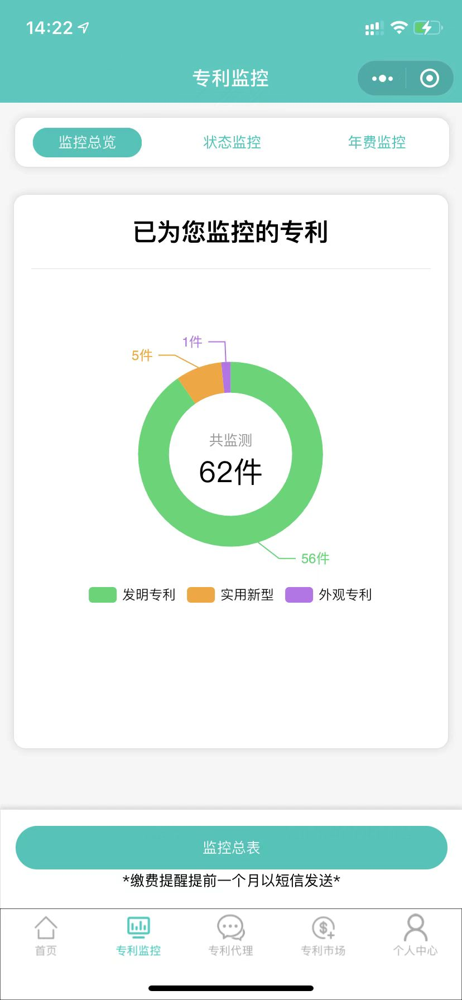 14:22
专利监控
监控总览 状态监控 年费监控
已为您监控的专利
1件
5件
共监测
62件
56件
发明专利 实用新型 外观专利
监控总表
*缴费提醒提前一个月以短信发送*
首页 专利监控 专利代理 专利市场 个人中心